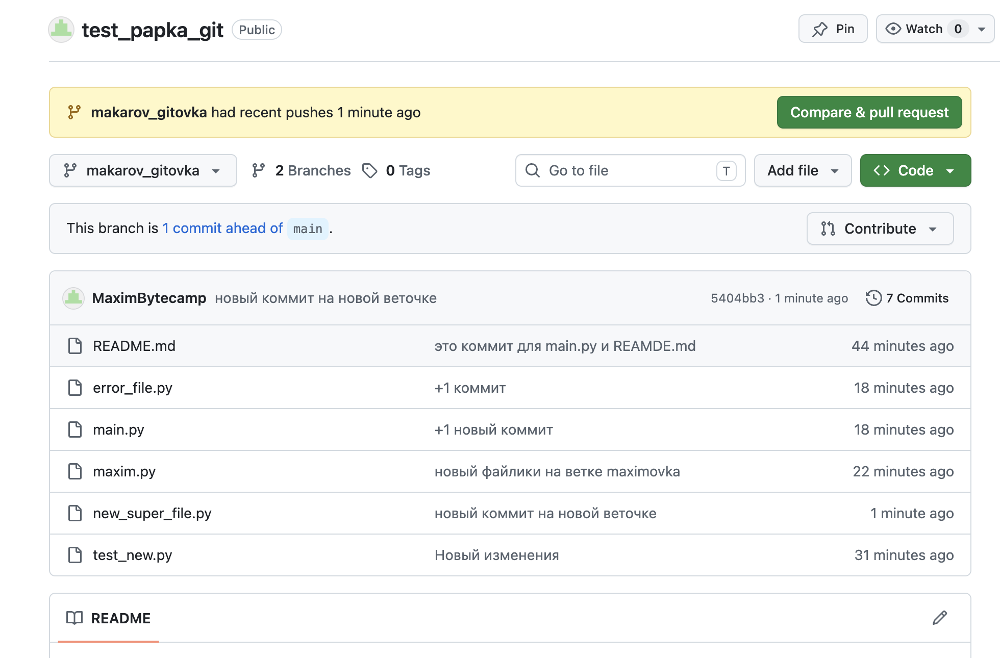 test_papka_git Public Pin Watch 0
makarov_gitovka had recent pushes 1 minute ago Compare & pull request
makarov_gitovka 2 Branches 0 Tags Go to file T Add file Code
This branch is 1 commit ahead of main . Contribute
MaximBytecamp новый коммит на новой веточке 5404bb3 · 1 minute ago 7 Commits
README.md это коммит для main.py и REAMDE.md 44 minutes ago
error_file.py +1 коммит 18 minutes ago
main.py +1 новый коммит 18 minutes ago
maxim.py новый файлики на ветке maximovka 22 minutes ago
new_super_file.py новый коммит на новой веточке 1 minute ago
test_new.py Новый изменения 31 minutes ago
README